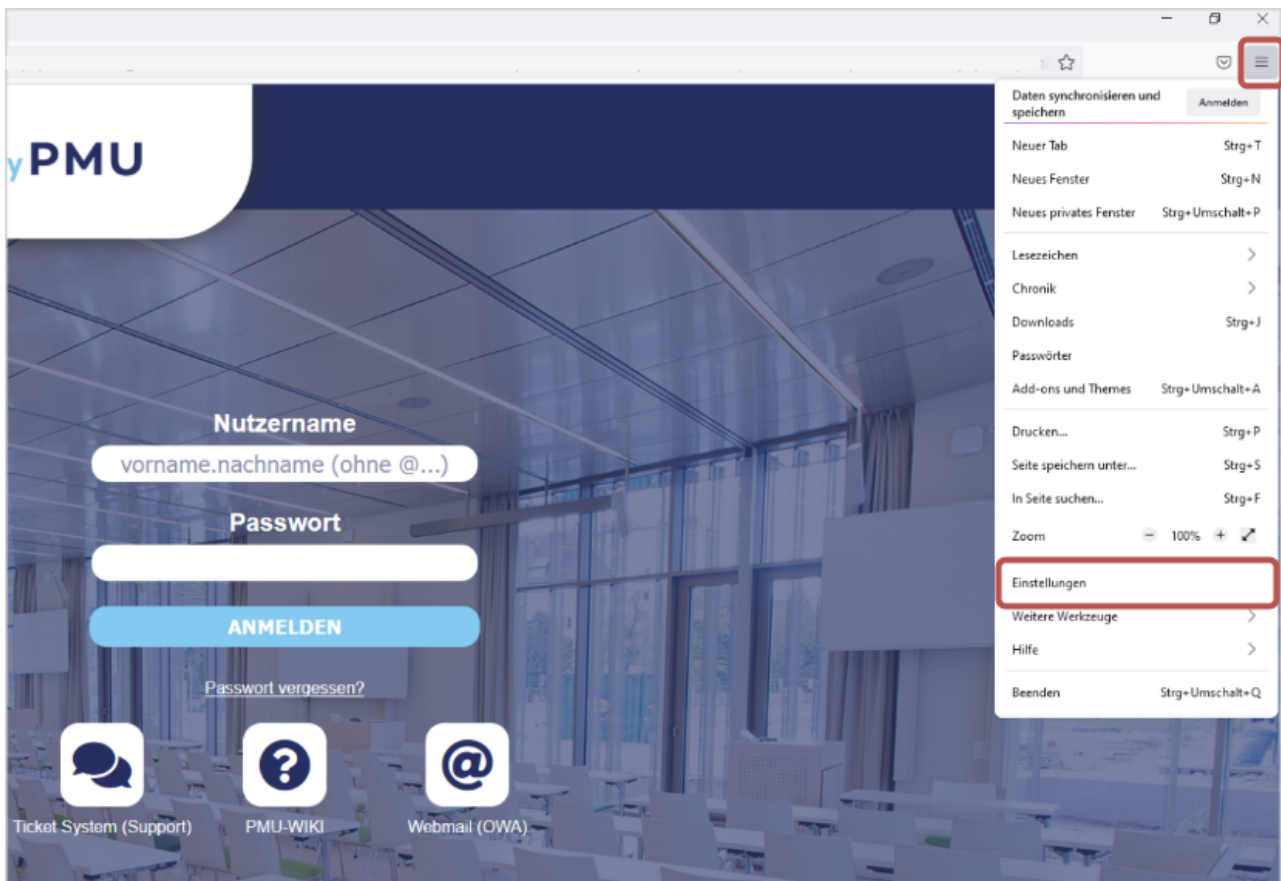 Daten synchronisieren und
speichern
Anmelden
Neuer Tab Strg+T
Neues Fenster Strg+N
Neues privates Fenster Strg+Umschalt+P
Lesezeichen
Chronik
Downloads Strg+J
Passwörter
Add-ons und Themes Strg+Umschalt+A
Drucken... Strg+P
Seite speichern unter... Strg+S
In Seite suchen... Strg+F
Zoom − 100% +
Einstellungen
Weitere Werkzeuge
Hilfe
Beenden Strg+Umschalt+Q
y PMU
Nutzername
vorname.nachname (ohne @...)
Passwort
ANMELDEN
Passwort vergessen?
Ticket System (Support) PMU-WIKI Webmail (OWA)